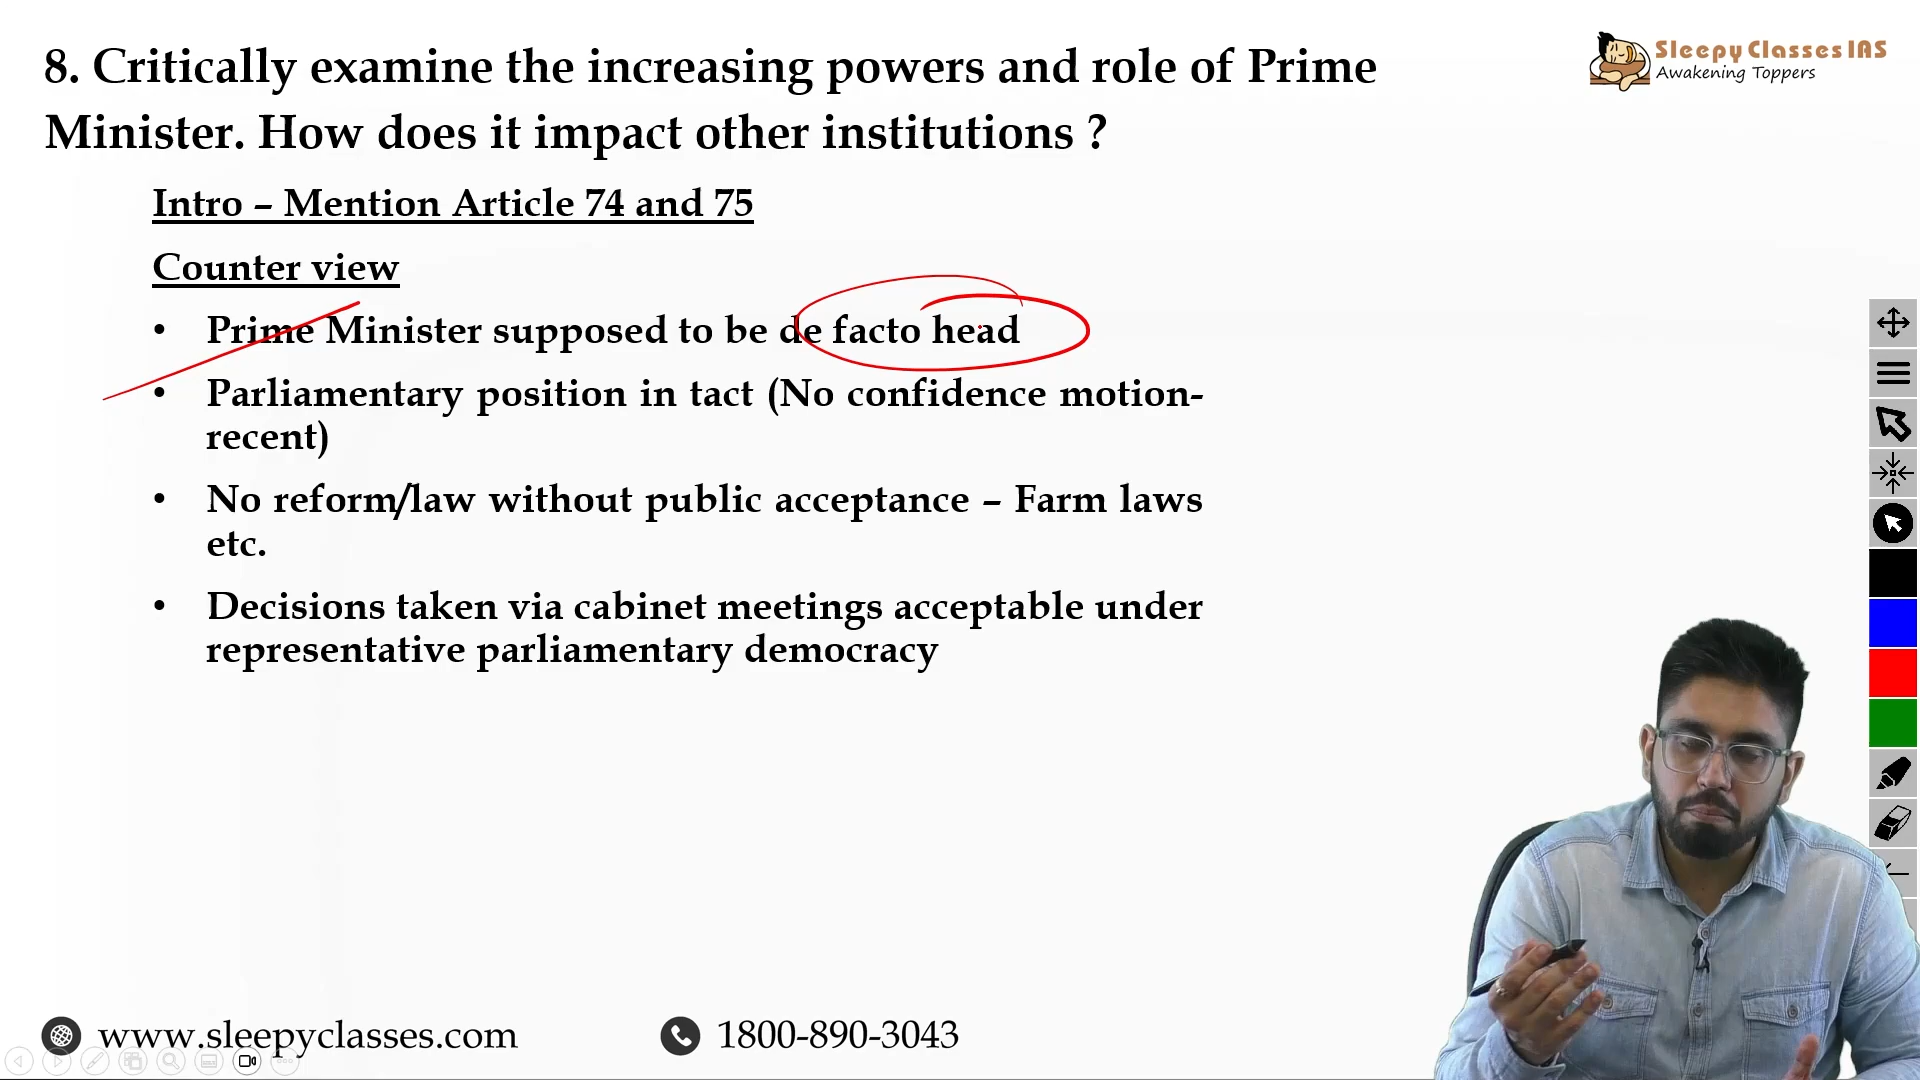 8. Critically examine the increasing powers and role of Prime
Minister. How does it impact other institutions ?
Sleepy Classes IAS
Awakening Toppers
Intro – Mention Article 74 and 75
Counter view
• Prime Minister supposed to be de facto head
• Parliamentary position in tact (No confidence motion-
recent)
• No reform/law without public acceptance – Farm laws
etc.
• Decisions taken via cabinet meetings acceptable under
representative parliamentary democracy
www.sleepyclasses.com
1800-890-3043